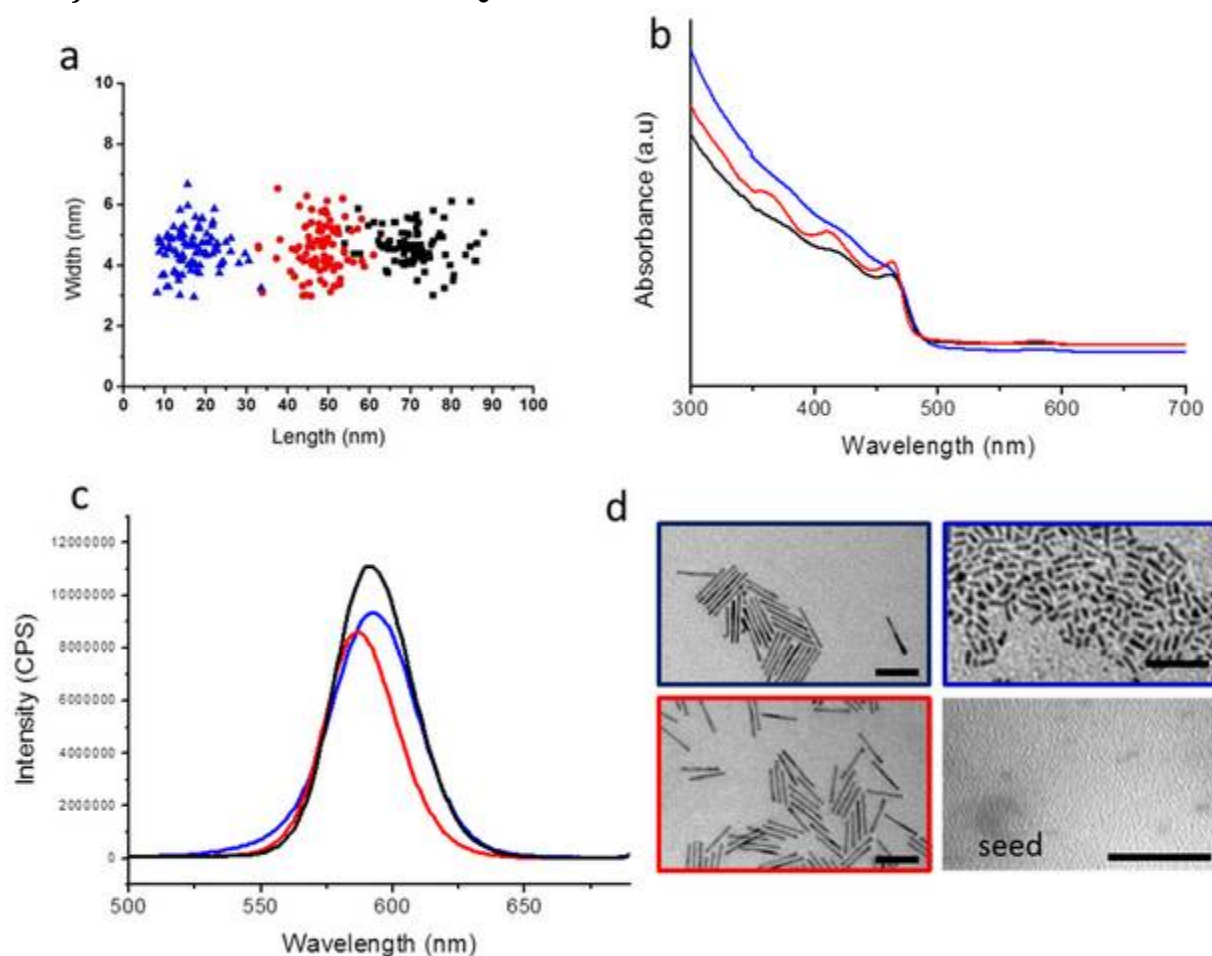 a
10
8
6
4
2
0
Width (nm)
0 10 20 30 40 50 60 70 80 90 100
Length (nm)
b
Absorbance (a.u)
300 400 500 600 700
Wavelength (nm)
c
12000000
10000000
8000000
6000000
4000000
2000000
0
Intensity (CPS)
500 550 600 650
Wavelength (nm)
d
seed